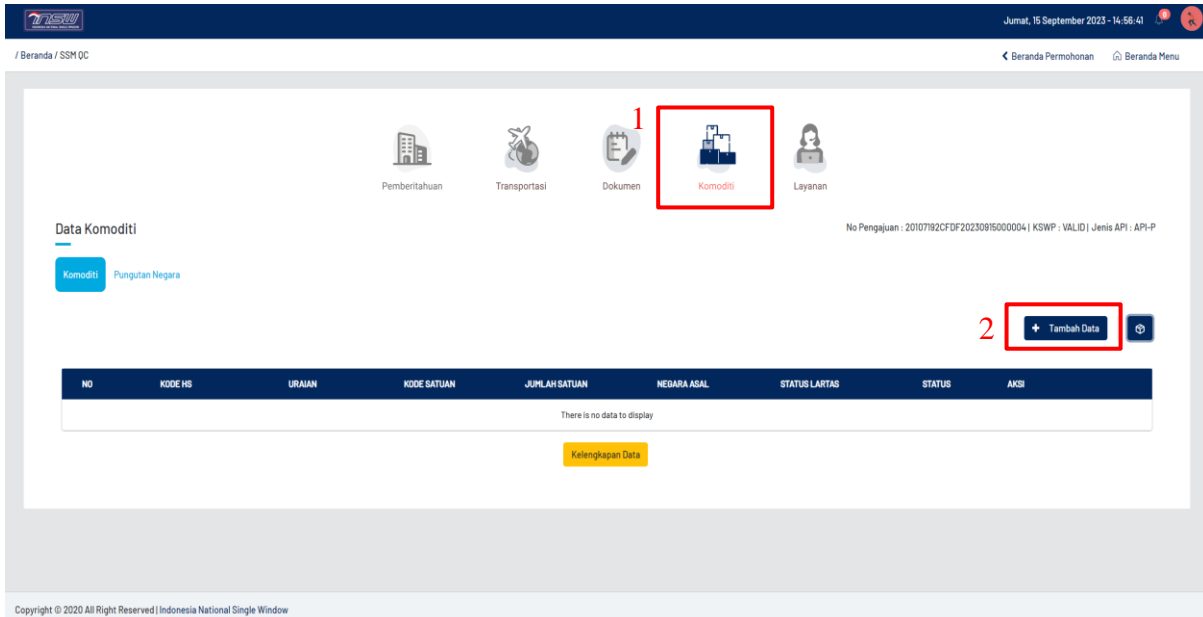 INSW
Jumat, 15 September 2023 - 14:56:41
0
/ Beranda / SSM QC
Beranda Permohonan
Beranda Menu
1
Pemberitahuan
Transportasi
Dokumen
Komoditi
Layanan
Data Komoditi
No Pengajuan : 20107192CFDF20230915000004 | KSWP : VALID | Jenis API : API-P
Komoditi
Pungutan Negara
2
+ Tambah Data
NO KODE HS URAIAN KODE SATUAN JUMLAH SATUAN NEGARA ASAL STATUS LARTAS STATUS AKSI
There is no data to display
Kelengkapan Data
Copyright © 2020 All Right Reserved | Indonesia National Single Window